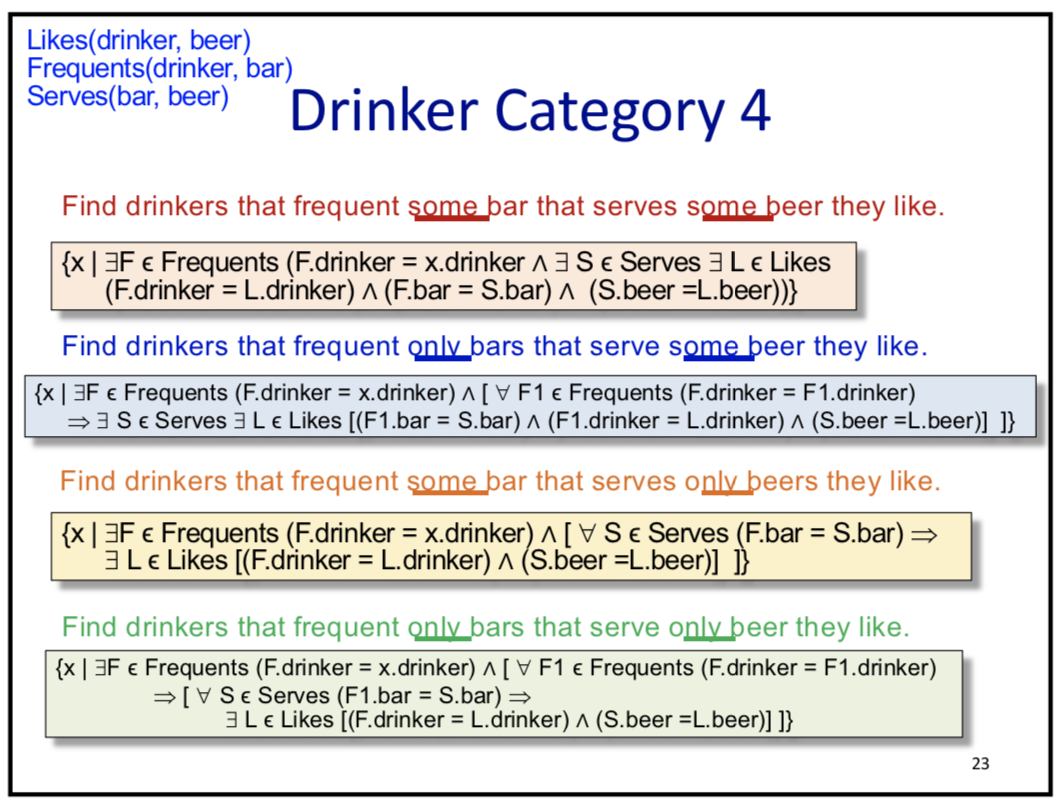 Likes(drinker, beer)
Frequents(drinker, bar)
Serves(bar, beer)
Drinker Category 4
Find drinkers that frequent some bar that serves some beer they like.
{x | ∃F ϵ Frequents (F.drinker = x.drinker ∧ ∃ S ϵ Serves ∃ L ϵ Likes
(F.drinker = L.drinker) ∧ (F.bar = S.bar) ∧ (S.beer =L.beer))}
Find drinkers that frequent only bars that serve some beer they like.
{x | ∃F ϵ Frequents (F.drinker = x.drinker) ∧ [ ∀ F1 ϵ Frequents (F.drinker = F1.drinker)
⇒ ∃ S ϵ Serves ∃ L ϵ Likes [(F1.bar = S.bar) ∧ (F1.drinker = L.drinker) ∧ (S.beer =L.beer)] ]}
Find drinkers that frequent some bar that serves only beers they like.
{x | ∃F ϵ Frequents (F.drinker = x.drinker) ∧ [ ∀ S ϵ Serves (F.bar = S.bar) ⇒
∃ L ϵ Likes [(F.drinker = L.drinker) ∧ (S.beer =L.beer)] ]}
Find drinkers that frequent only bars that serve only beer they like.
{x | ∃F ϵ Frequents (F.drinker = x.drinker) ∧ [ ∀ F1 ϵ Frequents (F.drinker = F1.drinker)
⇒ [ ∀ S ϵ Serves (F1.bar = S.bar) ⇒
∃ L ϵ Likes [(F.drinker = L.drinker) ∧ (S.beer =L.beer)] ]}
23